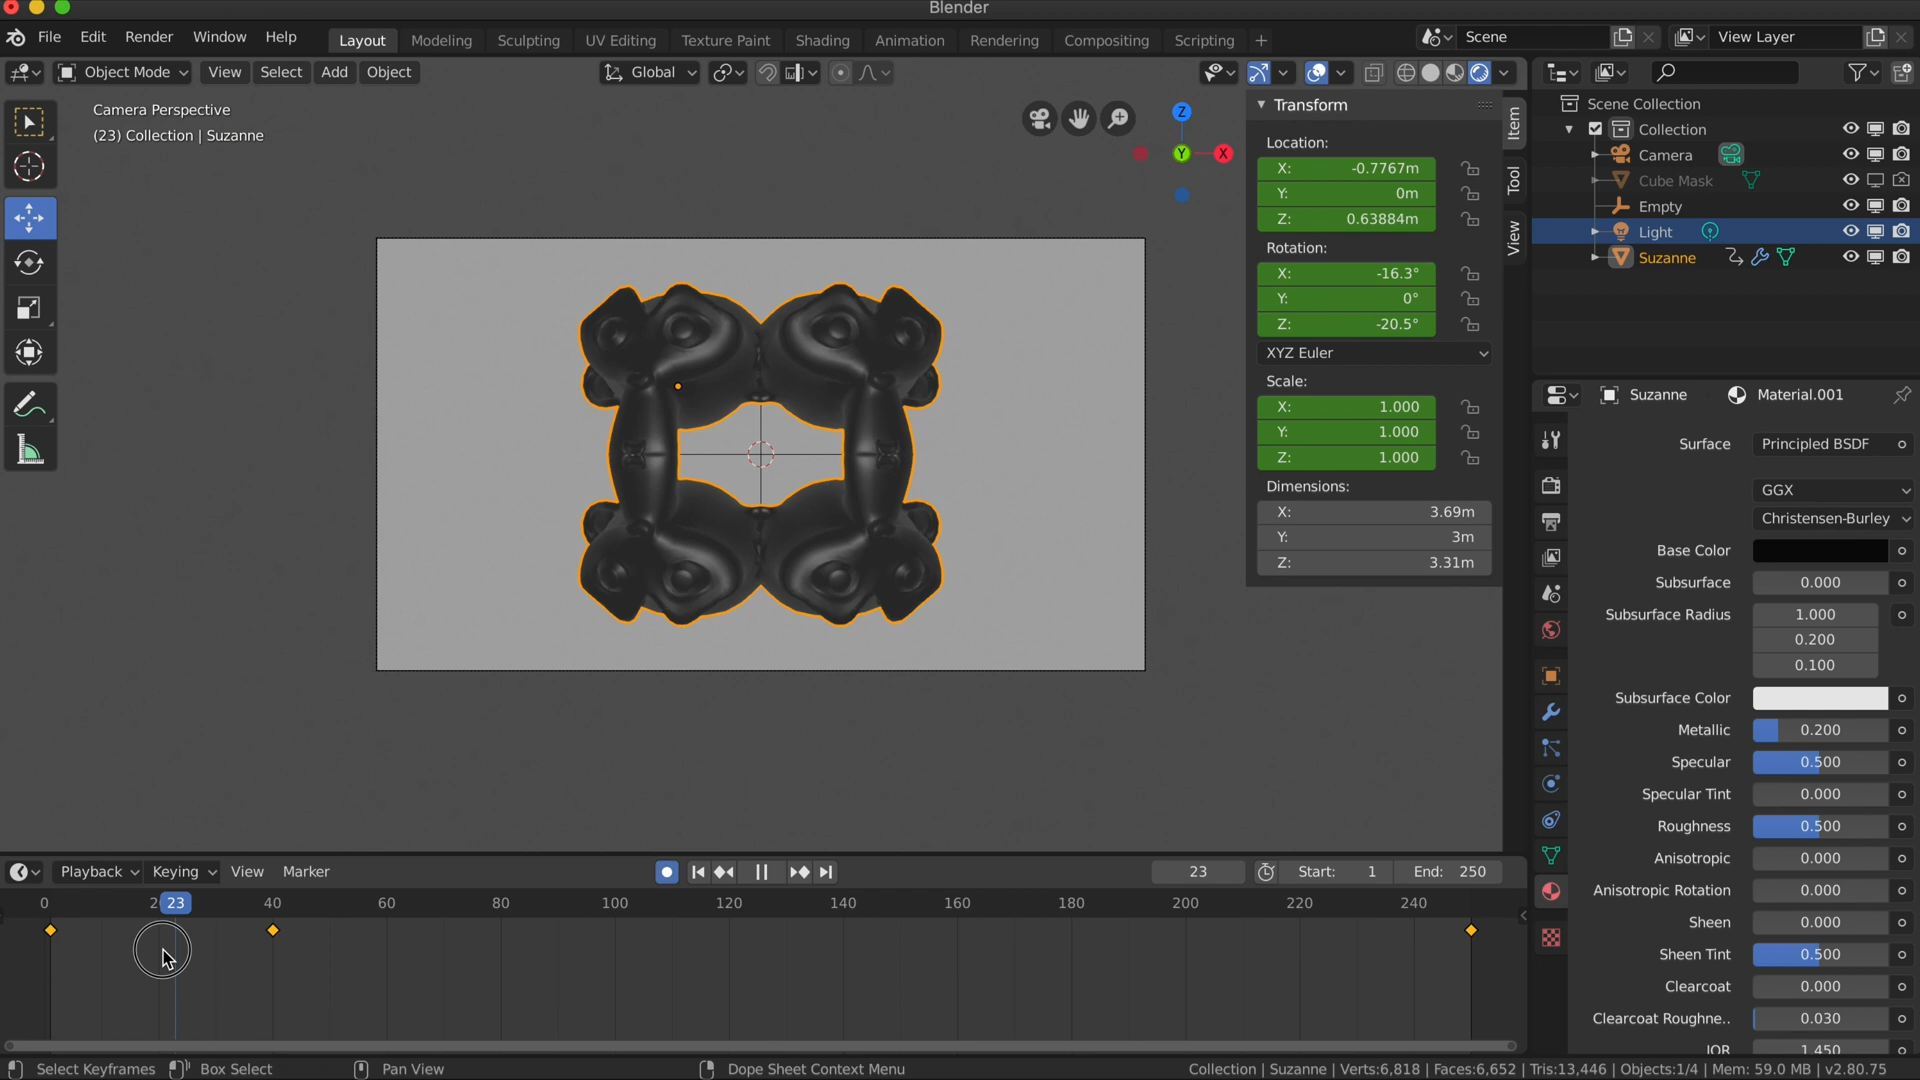 Blender
File Edit Render Window Help Layout Modeling Sculpting UV Editing Texture Paint Shading Animation Rendering Compositing Scripting + Scene View Layer
Object Mode View Select Add Object Global
Camera Perspective
(23) Collection | Suzanne
Z
Y
X
Transform
Location:
X: -0.7767m
Y: 0m
Z: 0.63884m
Rotation:
X: -16.3°
Y: 0°
Z: -20.5°
XYZ Euler
Scale:
X: 1.000
Y: 1.000
Z: 1.000
Dimensions:
X: 3.69m
Y: 3m
Z: 3.31m
Item
Tool
View
Scene Collection
Collection
Camera
Cube Mask
Empty
Light
Suzanne
Suzanne Material.001
Surface Principled BSDF
GGX
Christensen-Burley
Base Color
Subsurface 0.000
Subsurface Radius 1.000
0.200
0.100
Subsurface Color
Metallic 0.200
Specular 0.500
Specular Tint 0.000
Roughness 0.500
Anisotropic 0.000
Anisotropic Rotation 0.000
Sheen 0.000
Sheen Tint 0.500
Clearcoat 0.000
Clearcoat Roughne.. 0.030
IOR 1.450
Playback Keying View Marker 23 Start: 1 End: 250
0 23 40 60 80 100 120 140 160 180 200 220 240
Select Keyframes Box Select Pan View Dope Sheet Context Menu Collection | Suzanne | Verts:6,818 | Faces:6,652 | Tris:13,446 | Objects:1/4 | Mem: 59.0 MB | v2.80.75